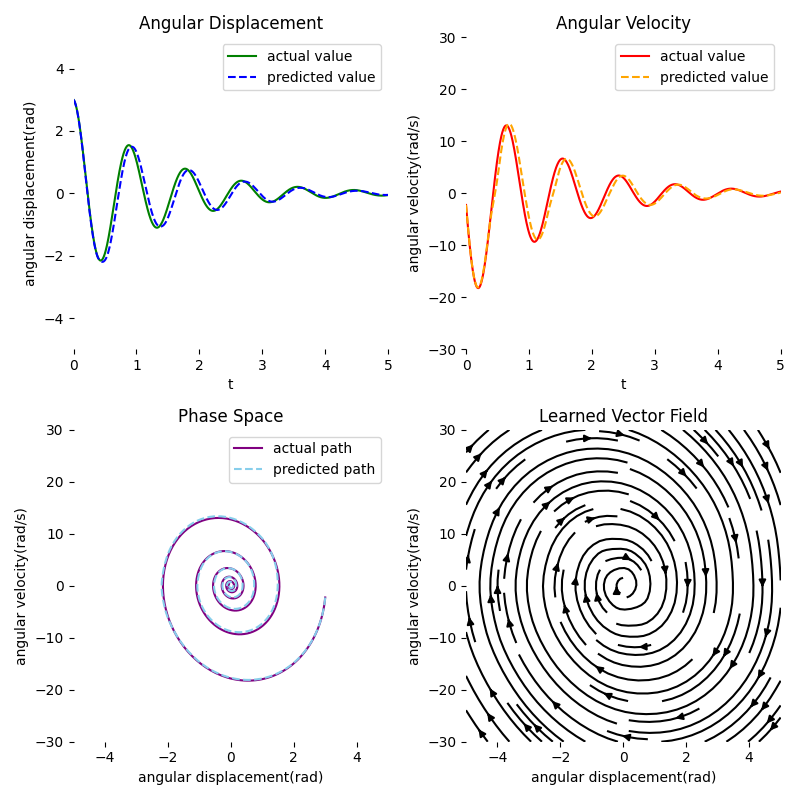 Angular Displacement
actual value
predicted value
angular displacement(rad)
4
2
0
−2
−4
0 1 2 3 4 5
t
Angular Velocity
actual value
predicted value
angular velocity(rad/s)
30
20
10
0
−10
−20
−30
0 1 2 3 4 5
t
Phase Space
actual path
predicted path
angular velocity(rad/s)
30
20
10
0
−10
−20
−30
−4 −2 0 2 4
angular displacement(rad)
Learned Vector Field
angular velocity(rad/s)
30
20
10
0
−10
−20
−30
−4 −2 0 2 4
angular displacement(rad)